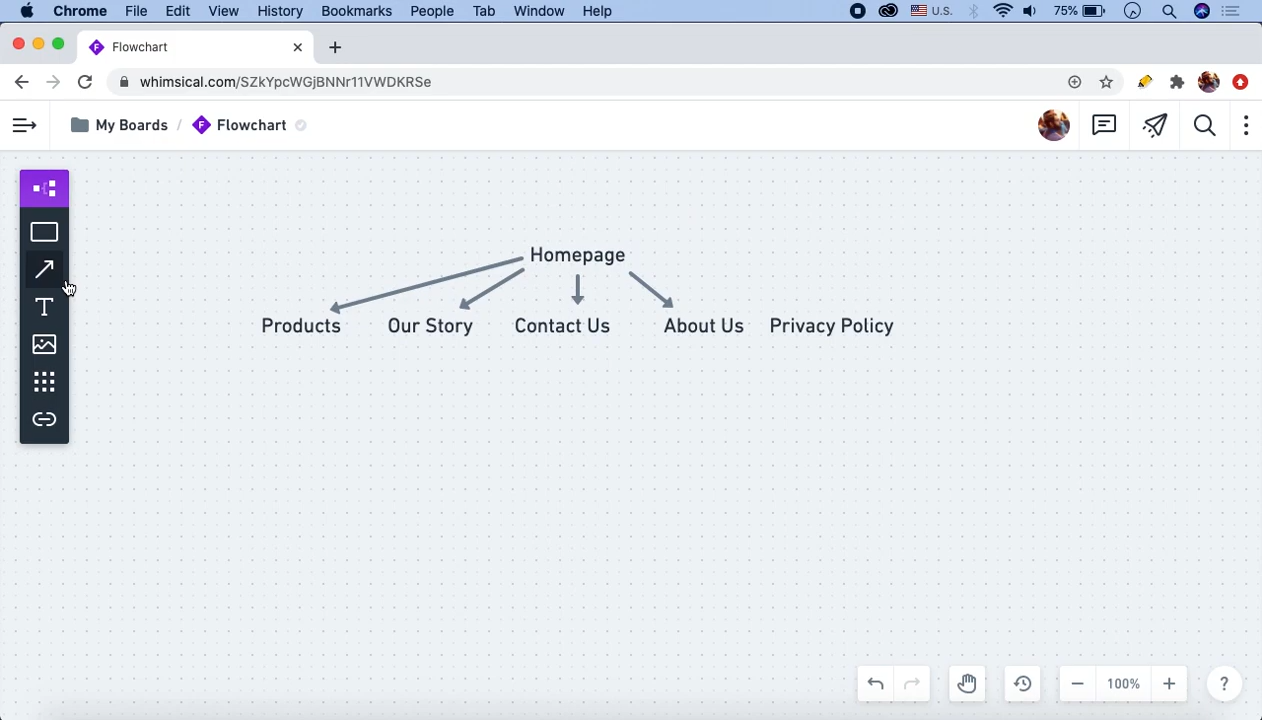 Chrome File Edit View History Bookmarks People Tab Window Help U.S. 75%
F Flowchart
whimsical.com/SZkYpcWGjBNNr11VWDKRSe
My Boards / F Flowchart
Homepage
Products Our Story Contact Us About Us Privacy Policy
T
100% ?